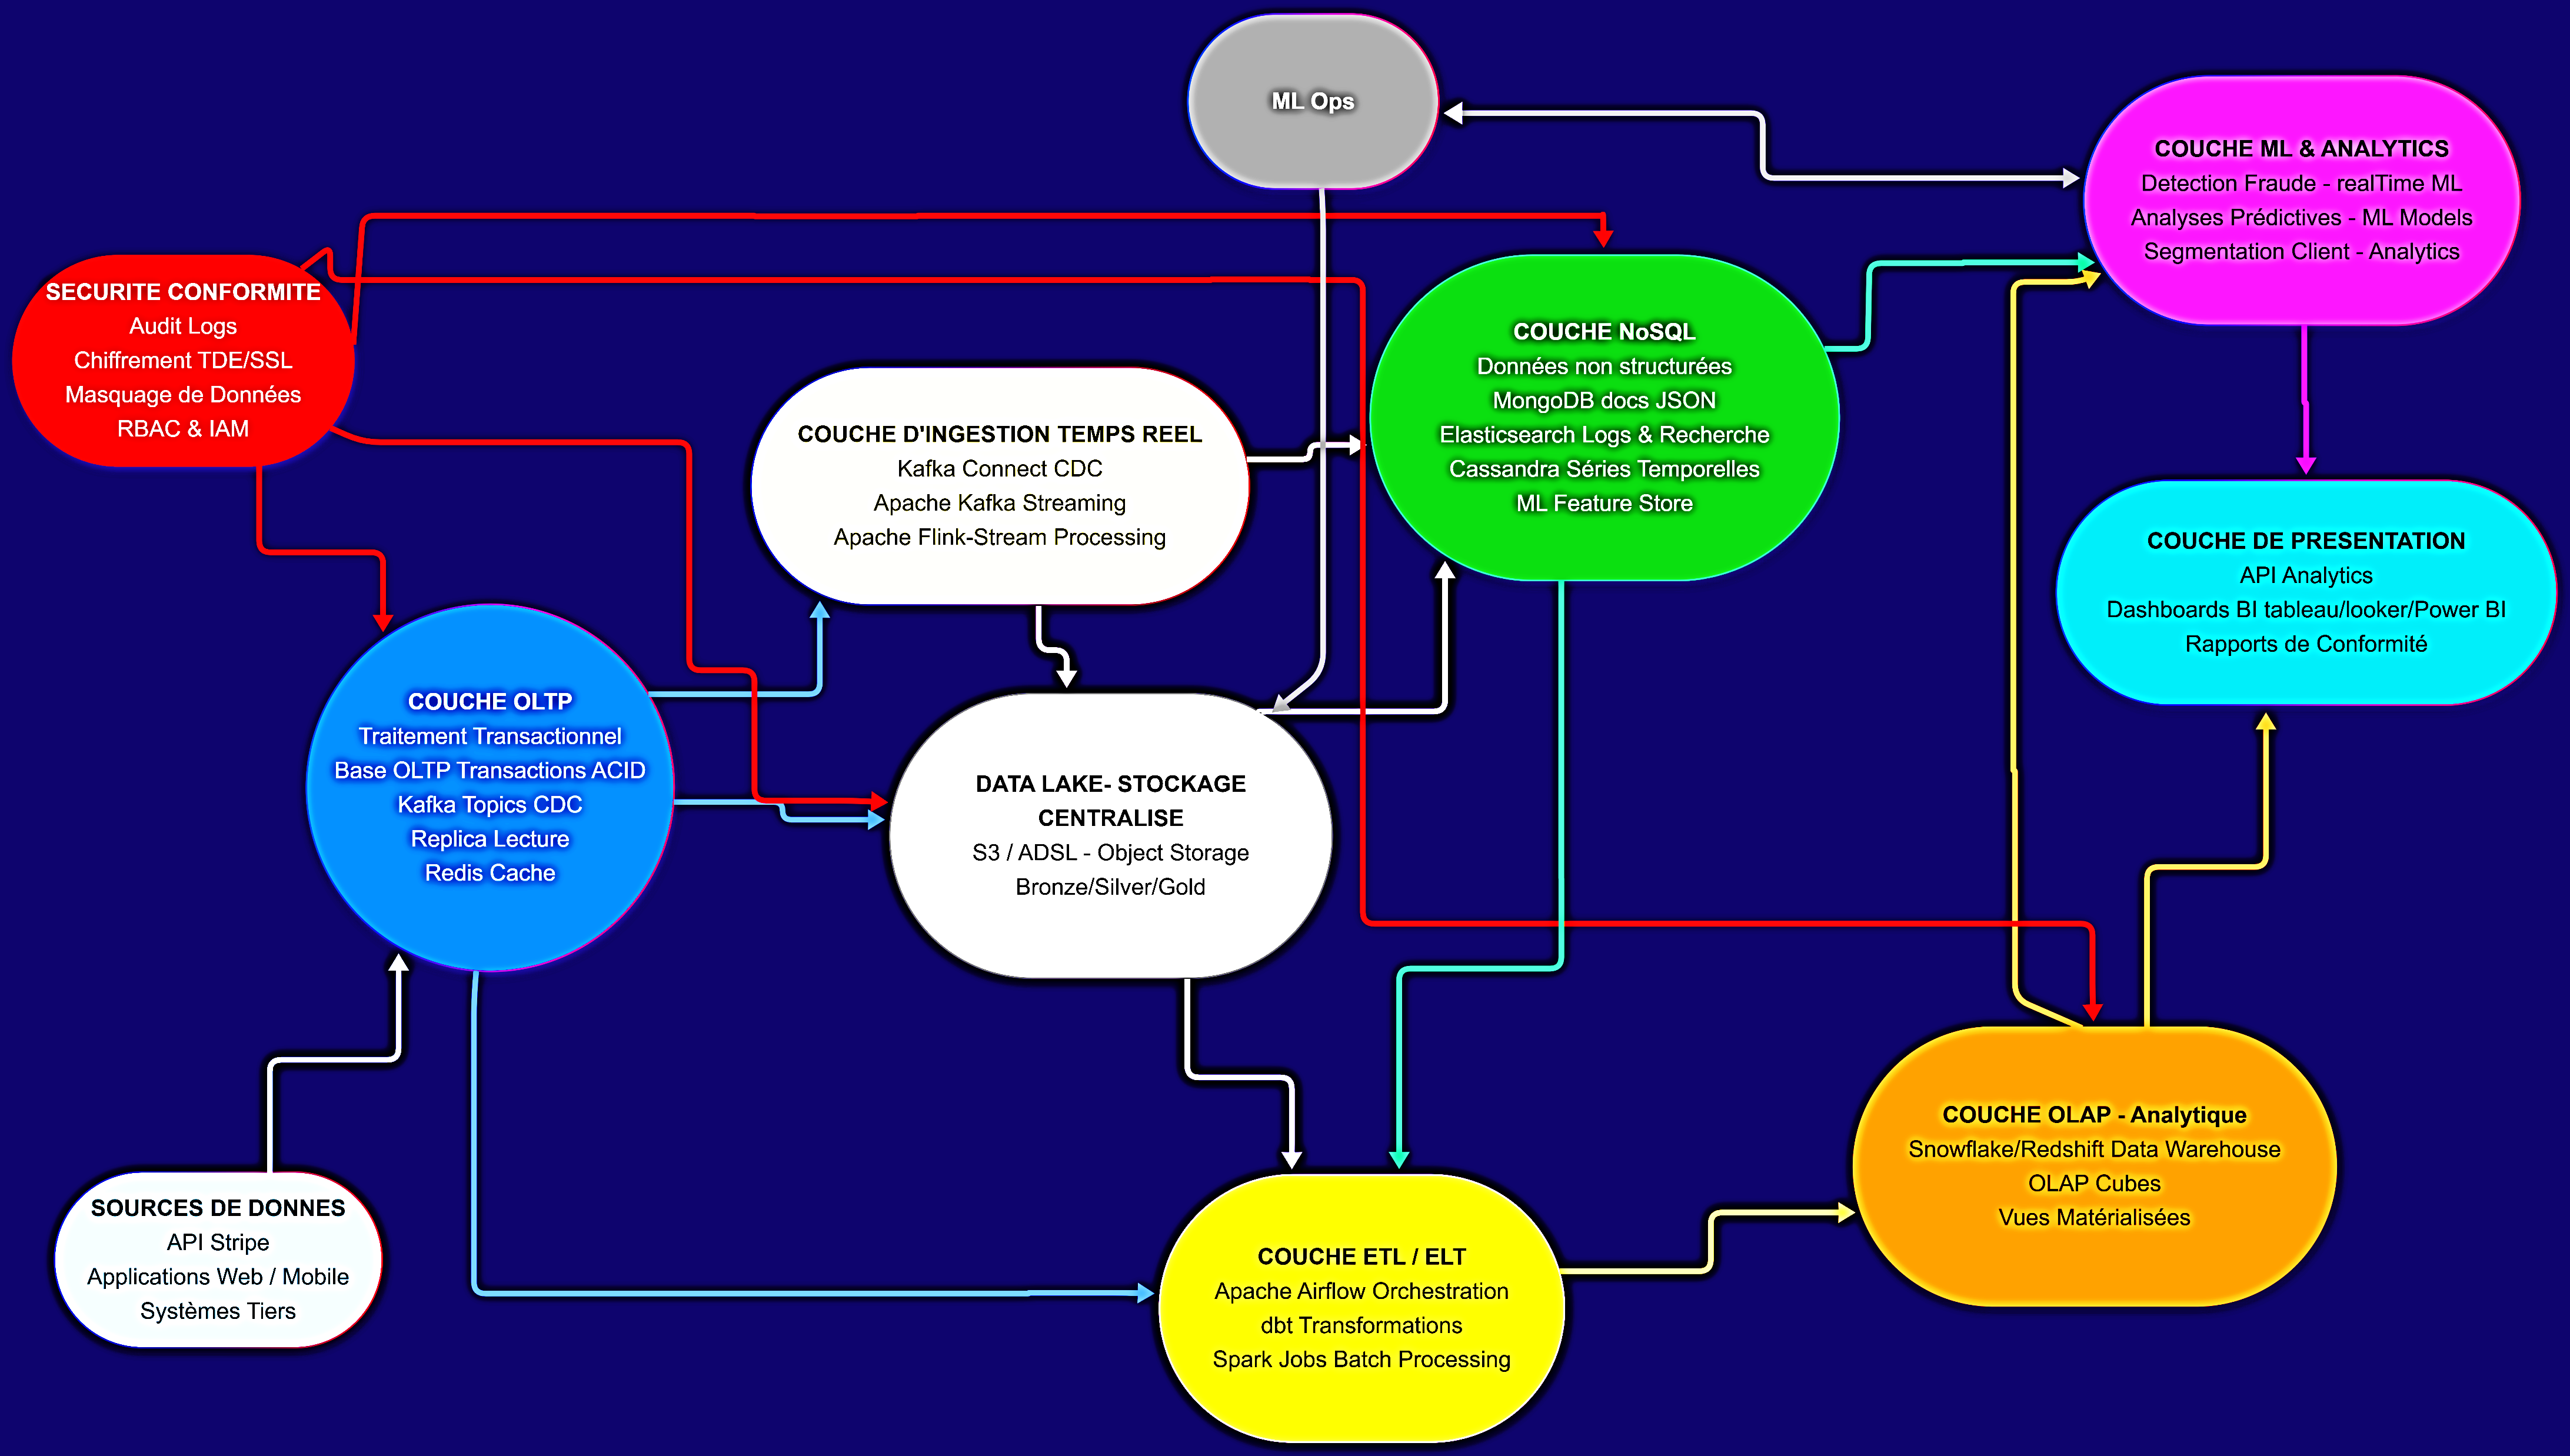 ML Ops
COUCHE ML & ANALYTICS
Detection Fraude - realTime ML
Analyses Prédictives - ML Models
Segmentation Client - Analytics
SECURITE CONFORMITE
Audit Logs
Chiffrement TDE/SSL
Masquage de Données
RBAC & IAM
COUCHE NoSQL
Données non structurées
MongoDB docs JSON
Elasticsearch Logs & Recherche
Cassandra Séries Temporelles
ML Feature Store
COUCHE D'INGESTION TEMPS REEL
Kafka Connect CDC
Apache Kafka Streaming
Apache Flink-Stream Processing
COUCHE DE PRESENTATION
API Analytics
Dashboards BI tableau/looker/Power BI
Rapports de Conformité
COUCHE OLTP
Traitement Transactionnel
Base OLTP Transactions ACID
Kafka Topics CDC
Replica Lecture
Redis Cache
DATA LAKE- STOCKAGE
CENTRALISE
S3 / ADSL - Object Storage
Bronze/Silver/Gold
COUCHE OLAP - Analytique
Snowflake/Redshift Data Warehouse
OLAP Cubes
Vues Matérialisées
SOURCES DE DONNES
API Stripe
Applications Web / Mobile
Systèmes Tiers
COUCHE ETL / ELT
Apache Airflow Orchestration
dbt Transformations
Spark Jobs Batch Processing